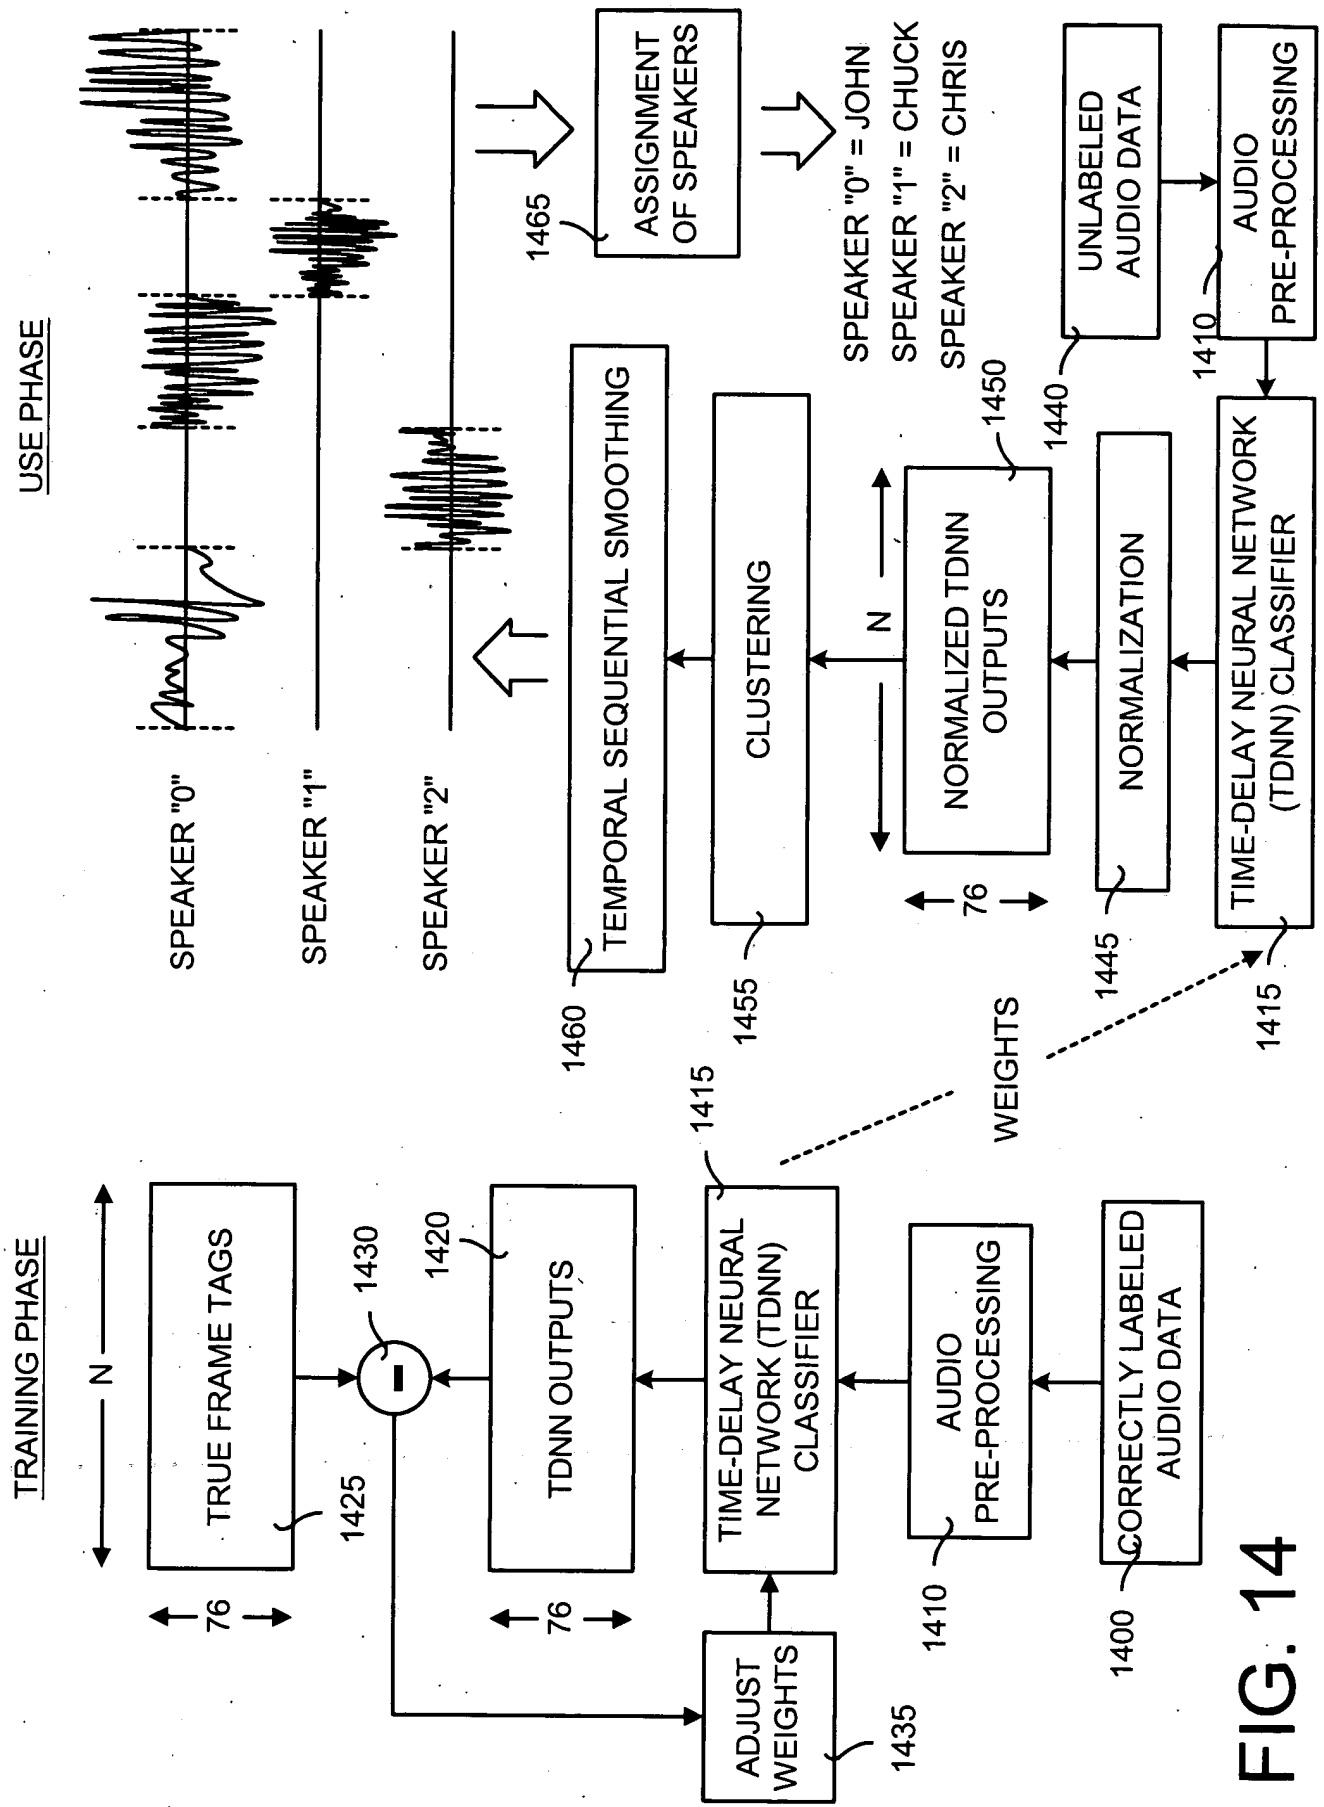 TRAINING PHASE
N
TRUE FRAME TAGS
76
1425
1430
1420
TDNN OUTPUTS
76
1415
TIME-DELAY NEURAL
NETWORK (TDNN)
CLASSIFIER
ADJUST
WEIGHTS
1435
AUDIO
PRE-PROCESSING
1410
CORRECTLY LABELED
AUDIO DATA
1400
WEIGHTS
USE PHASE
SPEAKER "0"
SPEAKER "1"
SPEAKER "2"
TEMPORAL SEQUENTIAL SMOOTHING
1460
ASSIGNMENT
OF SPEAKERS
1465
SPEAKER "0" = JOHN
SPEAKER "1" = CHUCK
SPEAKER "2" = CHRIS
CLUSTERING
1455
N
NORMALIZED TDNN
OUTPUTS
76
1450
NORMALIZATION
1445
TIME-DELAY NEURAL NETWORK
(TDNN) CLASSIFIER
1415
UNLABELED
AUDIO DATA
1440
AUDIO
PRE-PROCESSING
1410
FIG. 14